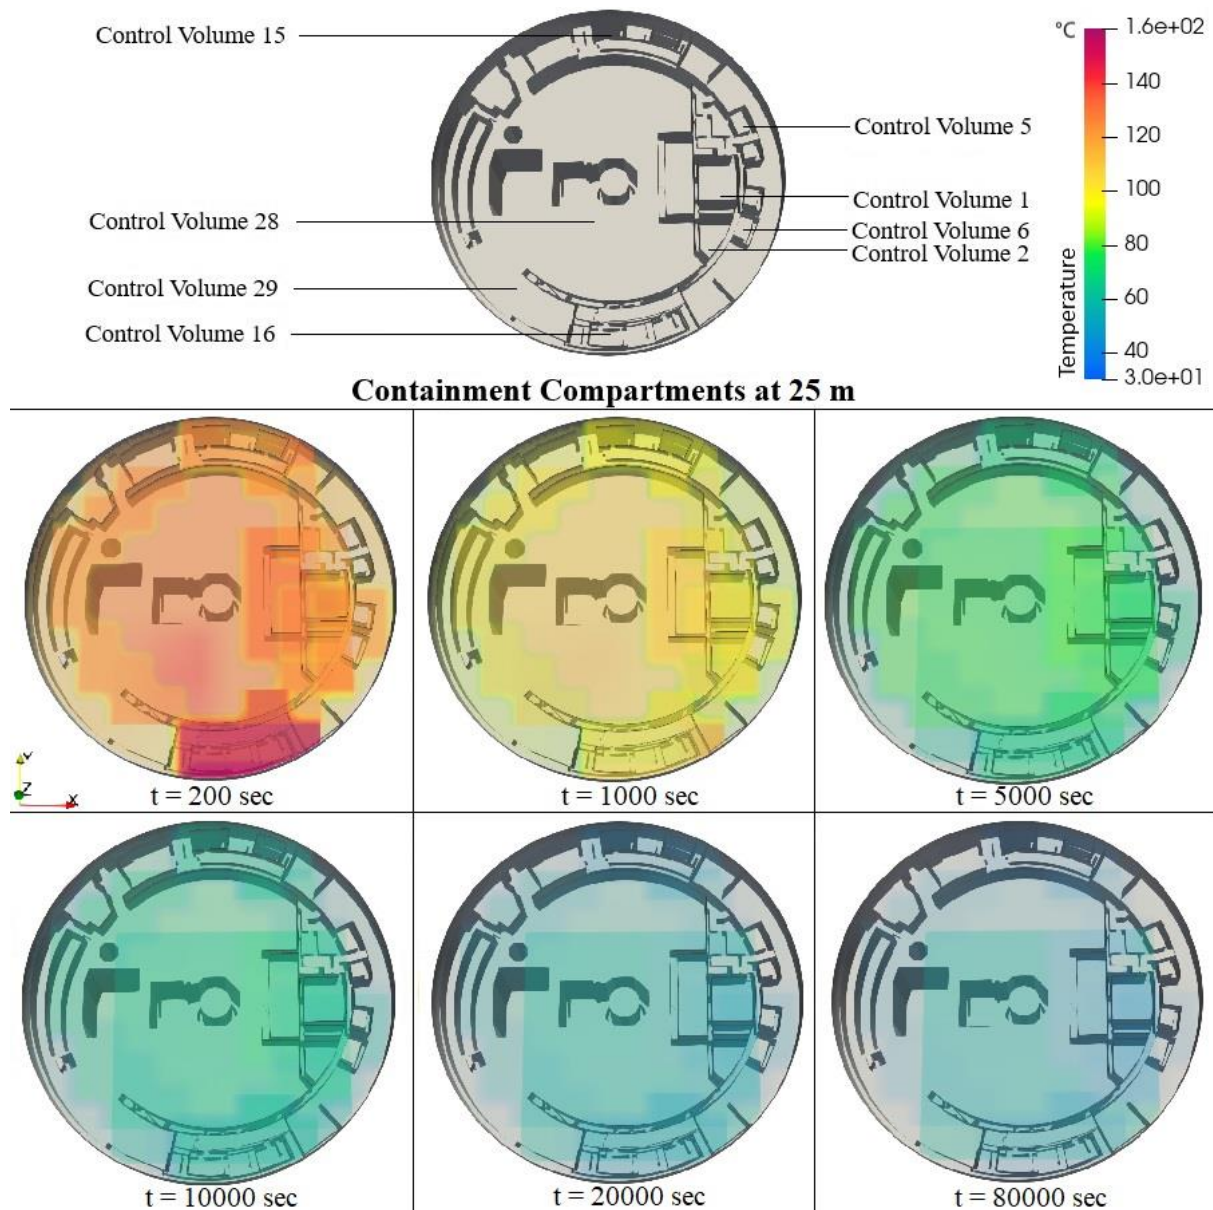 Control Volume 15
°C
1.6e+02
140
Control Volume 5
120
Control Volume 1
100
Control Volume 28
Control Volume 6
Control Volume 2
80
Control Volume 29
60
Control Volume 16
40
Temperature
3.0e+01
Containment Compartments at 25 m
Y
Z
X
t = 200 sec
t = 1000 sec
t = 5000 sec
t = 10000 sec
t = 20000 sec
t = 80000 sec